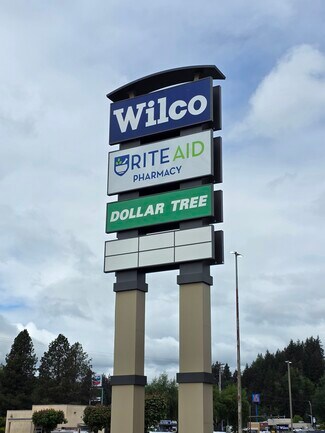 Wilco
RITE AID
PHARMACY
DOLLAR TREE